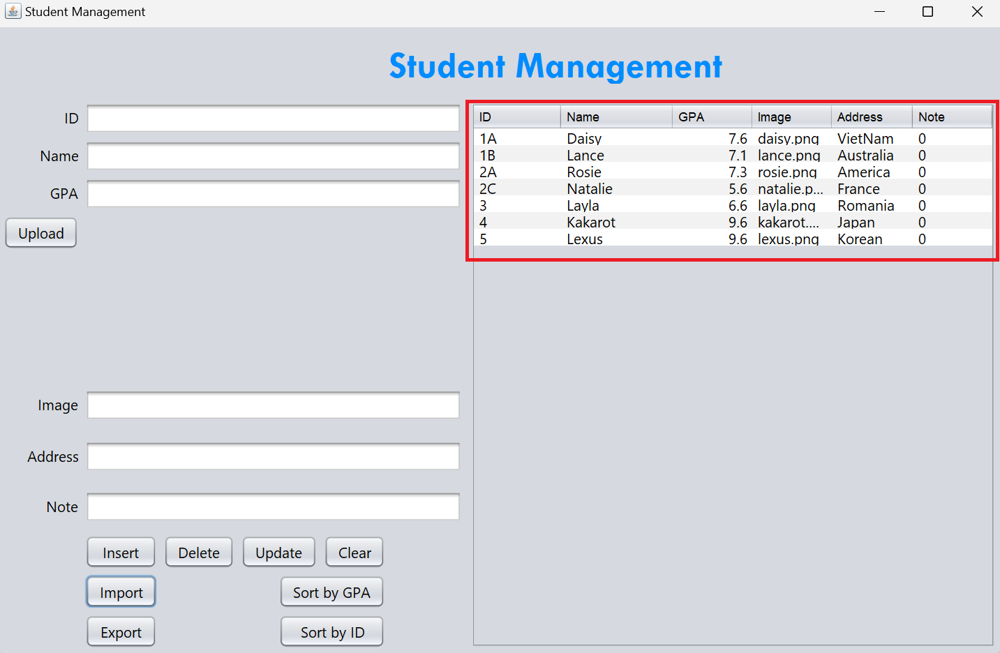 Student Management
Student Management
ID
Name
GPA
Upload
Image
Address
Note
Insert Delete Update Clear
Import Sort by GPA
Export Sort by ID
ID Name GPA Image Address Note
1A Daisy 7.6 daisy.png VietNam 0
1B Lance 7.1 lance.png Australia 0
2A Rosie 7.3 rosie.png America 0
2C Natalie 5.6 natalie.p... France 0
3 Layla 6.6 layla.png Romania 0
4 Kakarot 9.6 kakarot.... Japan 0
5 Lexus 9.6 lexus.png Korean 0